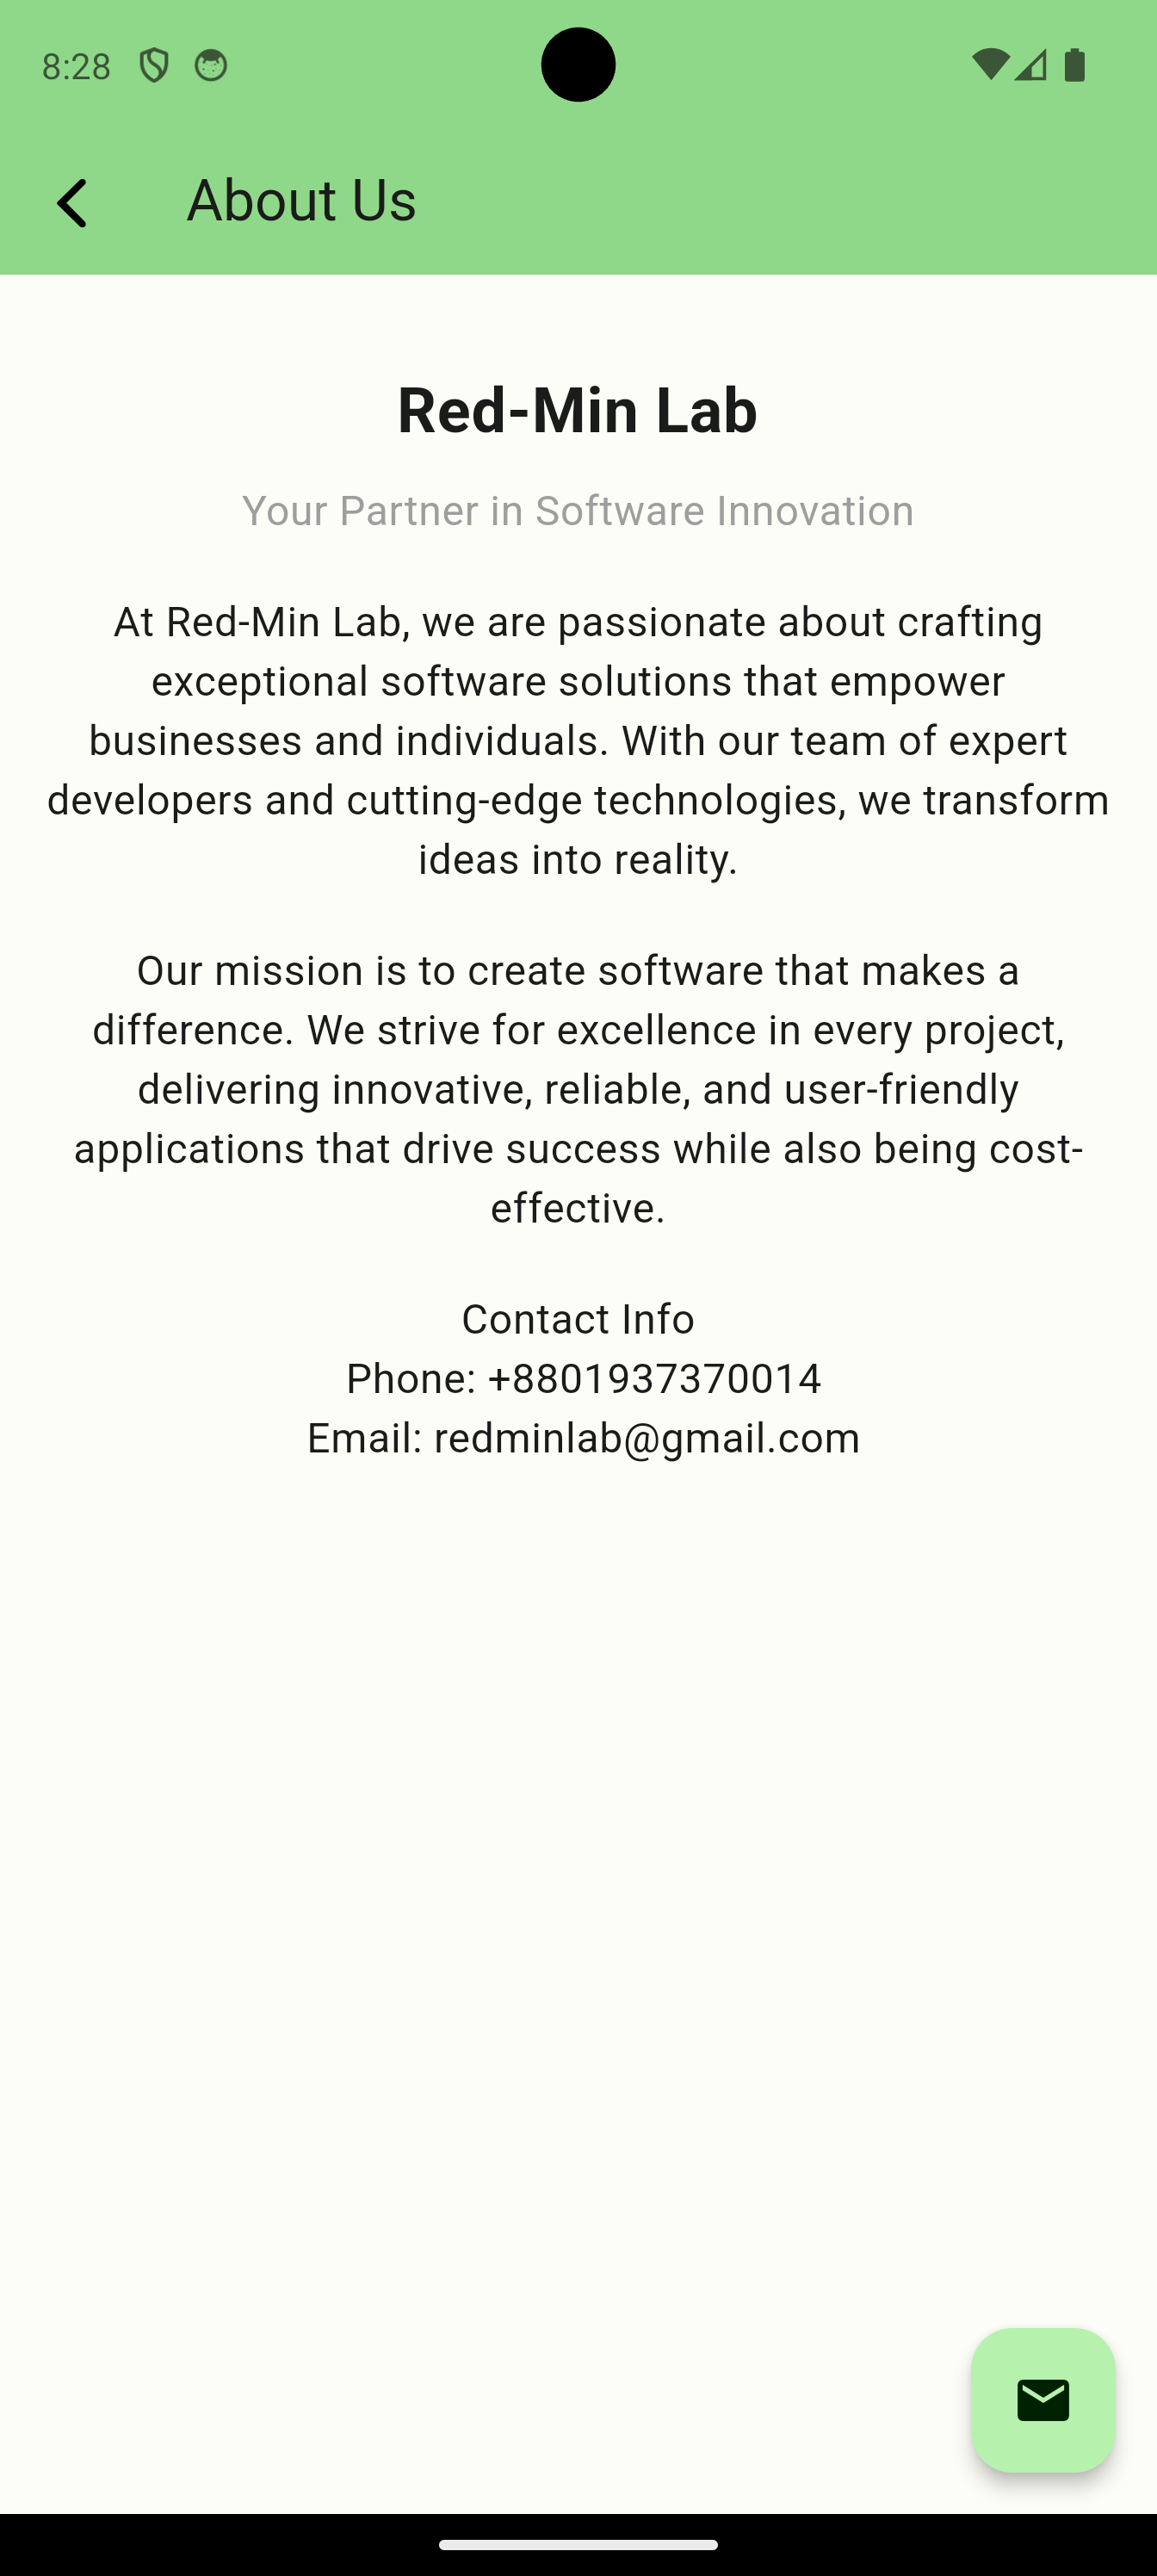 8:28
About Us
Red-Min Lab
Your Partner in Software Innovation
At Red-Min Lab, we are passionate about crafting
exceptional software solutions that empower
businesses and individuals. With our team of expert
developers and cutting-edge technologies, we transform
ideas into reality.
Our mission is to create software that makes a
difference. We strive for excellence in every project,
delivering innovative, reliable, and user-friendly
applications that drive success while also being cost-
effective.
Contact Info
Phone: +8801937370014
Email: redminlab@gmail.com